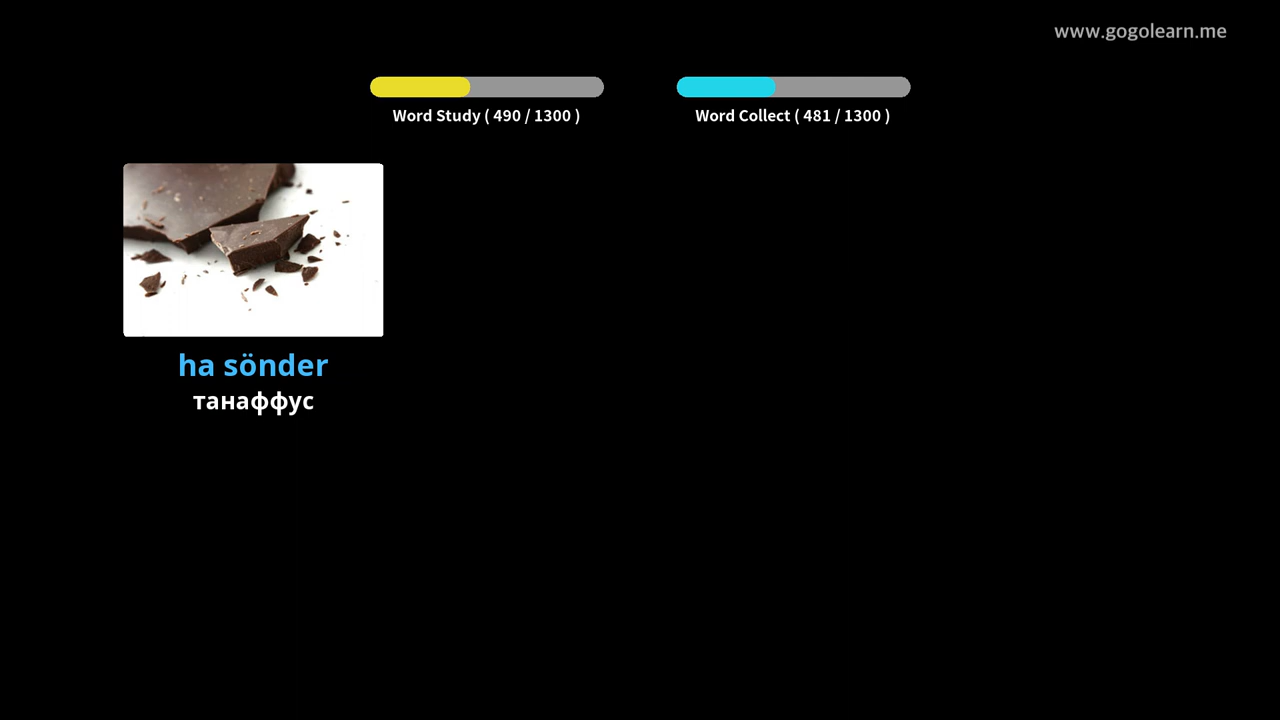 www.gogolearn.me
Word Study ( 490 / 1300 )
Word Collect ( 481 / 1300 )
ha sönder
танаффус